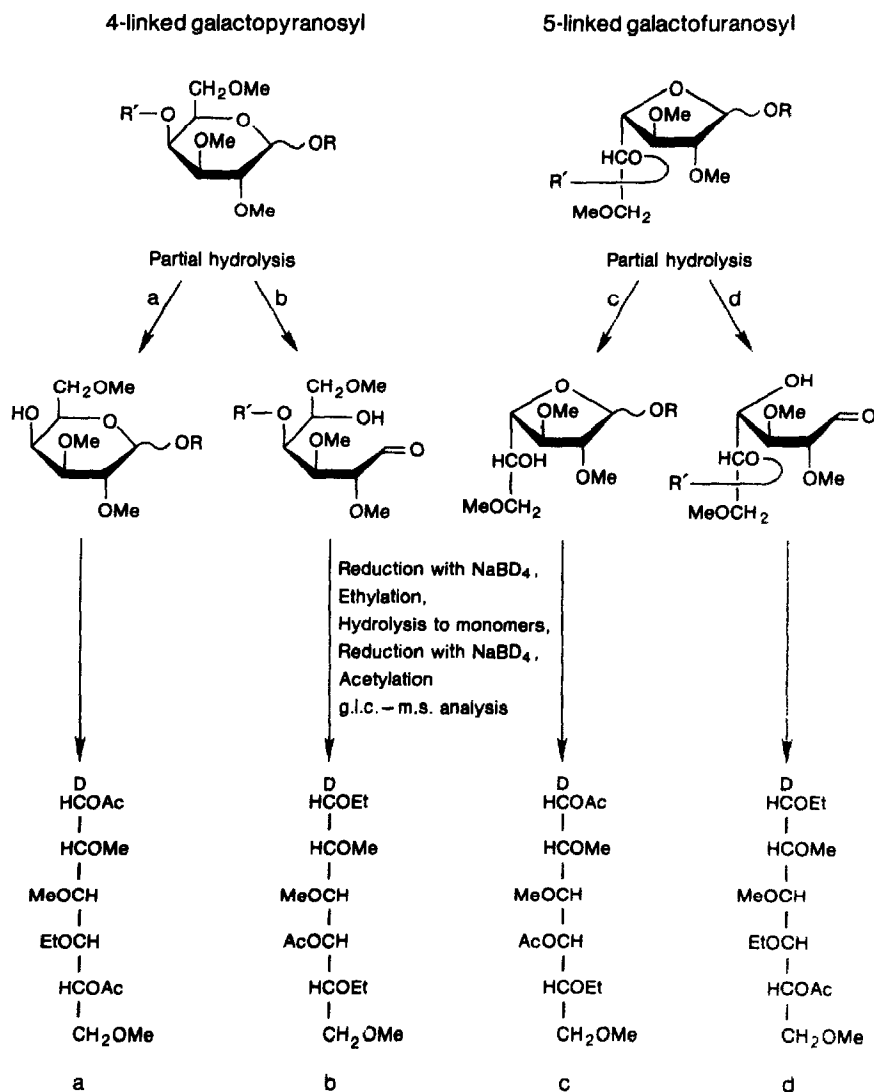 4-linked galactopyranosyl
5-linked galactofuranosyl
CH2OMe
R′—O
O
OMe
OR
OMe
O
OMe
OR
HCO
OMe
R′
MeOCH2
Partial hydrolysis
Partial hydrolysis
a
b
c
d
CH2OMe
HO
O
OMe
OR
OMe
CH2OMe
R′—O
OH
OMe
O
OMe
O
OMe
OR
HCOH
OMe
MeOCH2
OH
OMe
O
HCO
OMe
R′
MeOCH2
Reduction with NaBD4,
Ethylation,
Hydrolysis to monomers,
Reduction with NaBD4,
Acetylation
g.l.c.–m.s. analysis
D
HCOAc
HCOMe
MeOCH
EtOCH
HCOAc
CH2OMe
a
D
HCOEt
HCOMe
MeOCH
AcOCH
HCOEt
CH2OMe
b
D
HCOAc
HCOMe
MeOCH
AcOCH
HCOEt
CH2OMe
c
D
HCOEt
HCOMe
MeOCH
EtOCH
HCOAc
CH2OMe
d